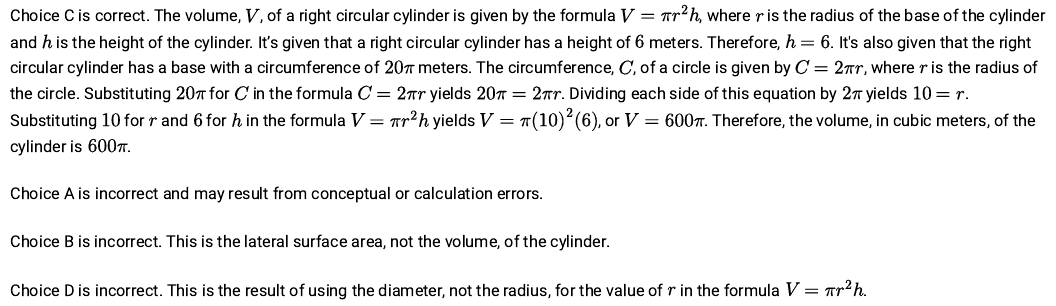 Choice C is correct. The volume, V, of a right circular cylinder is given by the formula V = πr²h, where r is the radius of the base of the cylinder
and h is the height of the cylinder. It's given that a right circular cylinder has a height of 6 meters. Therefore, h = 6. It's also given that the right
circular cylinder has a base with a circumference of 20π meters. The circumference, C, of a circle is given by C = 2πr, where r is the radius of
the circle. Substituting 20π for C in the formula C = 2πr yields 20π = 2πr. Dividing each side of this equation by 2π yields 10 = r.
Substituting 10 for r and 6 for h in the formula V = πr²h yields V = π(10)²(6), or V = 600π. Therefore, the volume, in cubic meters, of the
cylinder is 600π.
Choice A is incorrect and may result from conceptual or calculation errors.
Choice B is incorrect. This is the lateral surface area, not the volume, of the cylinder.
Choice D is incorrect. This is the result of using the diameter, not the radius, for the value of r in the formula V = πr²h.